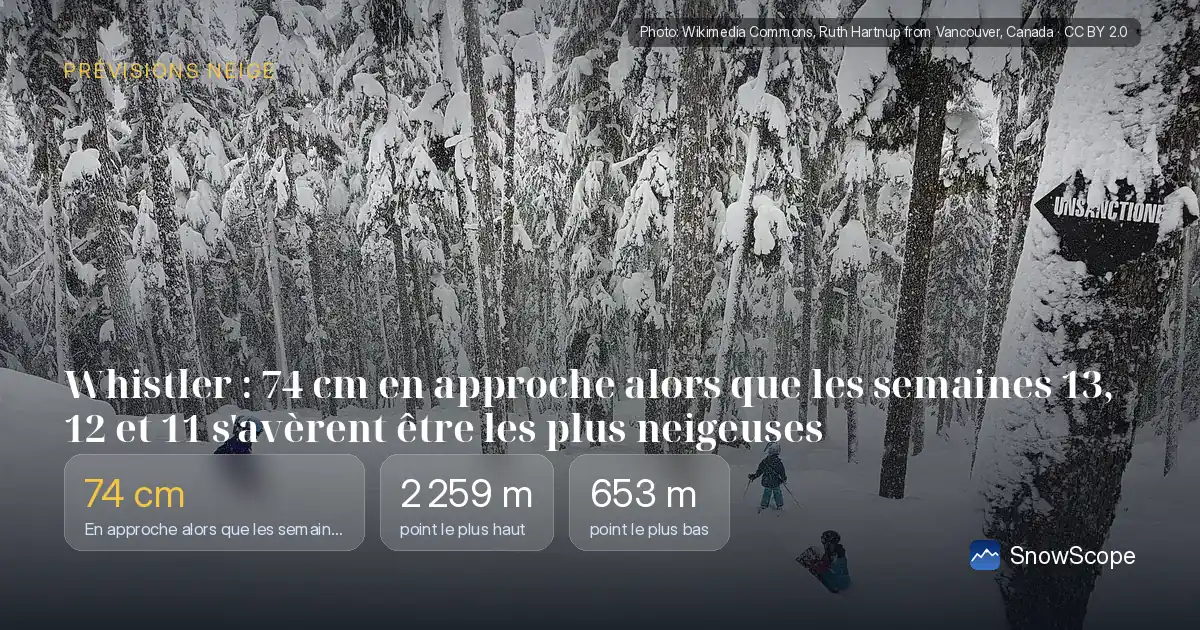 Photo: Wikimedia Commons, Ruth Hartnup from Vancouver, Canada · CC BY 2.0
PRÉVISIONS NEIGE
UNSANCTIONE
Whistler : 74 cm en approche alors que les semaines 13,
12 et 11 s'avèrent être les plus neigeuses
74 cm
En approche alors que les semain...
2 259 m
point le plus haut
653 m
point le plus bas
SnowScope